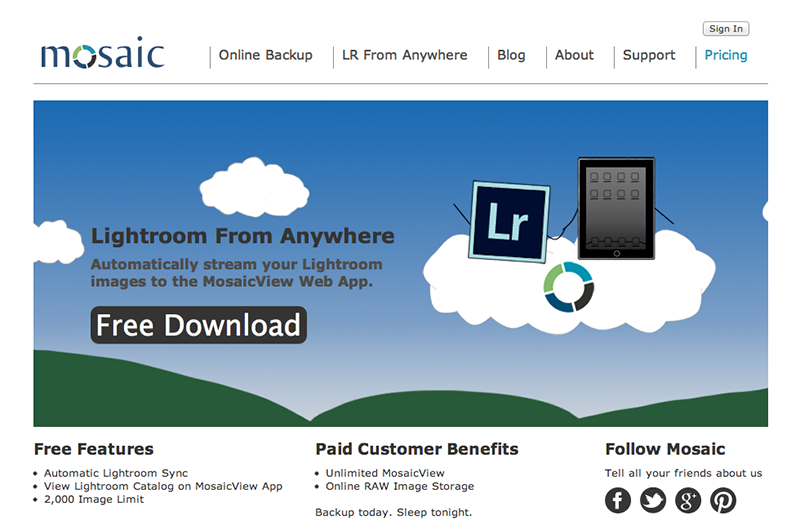 Sign In
mosaic
Online Backup
LR From Anywhere
Blog
About
Support
Pricing
Lightroom From Anywhere
Automatically stream your Lightroom
images to the MosaicView Web App.
Free Download
Lr
Free Features
Automatic Lightroom Sync
View Lightroom Catalog on MosaicView App
2,000 Image Limit
Paid Customer Benefits
Unlimited MosaicView
Online RAW Image Storage
Backup today. Sleep tonight.
Follow Mosaic
Tell all your friends about us